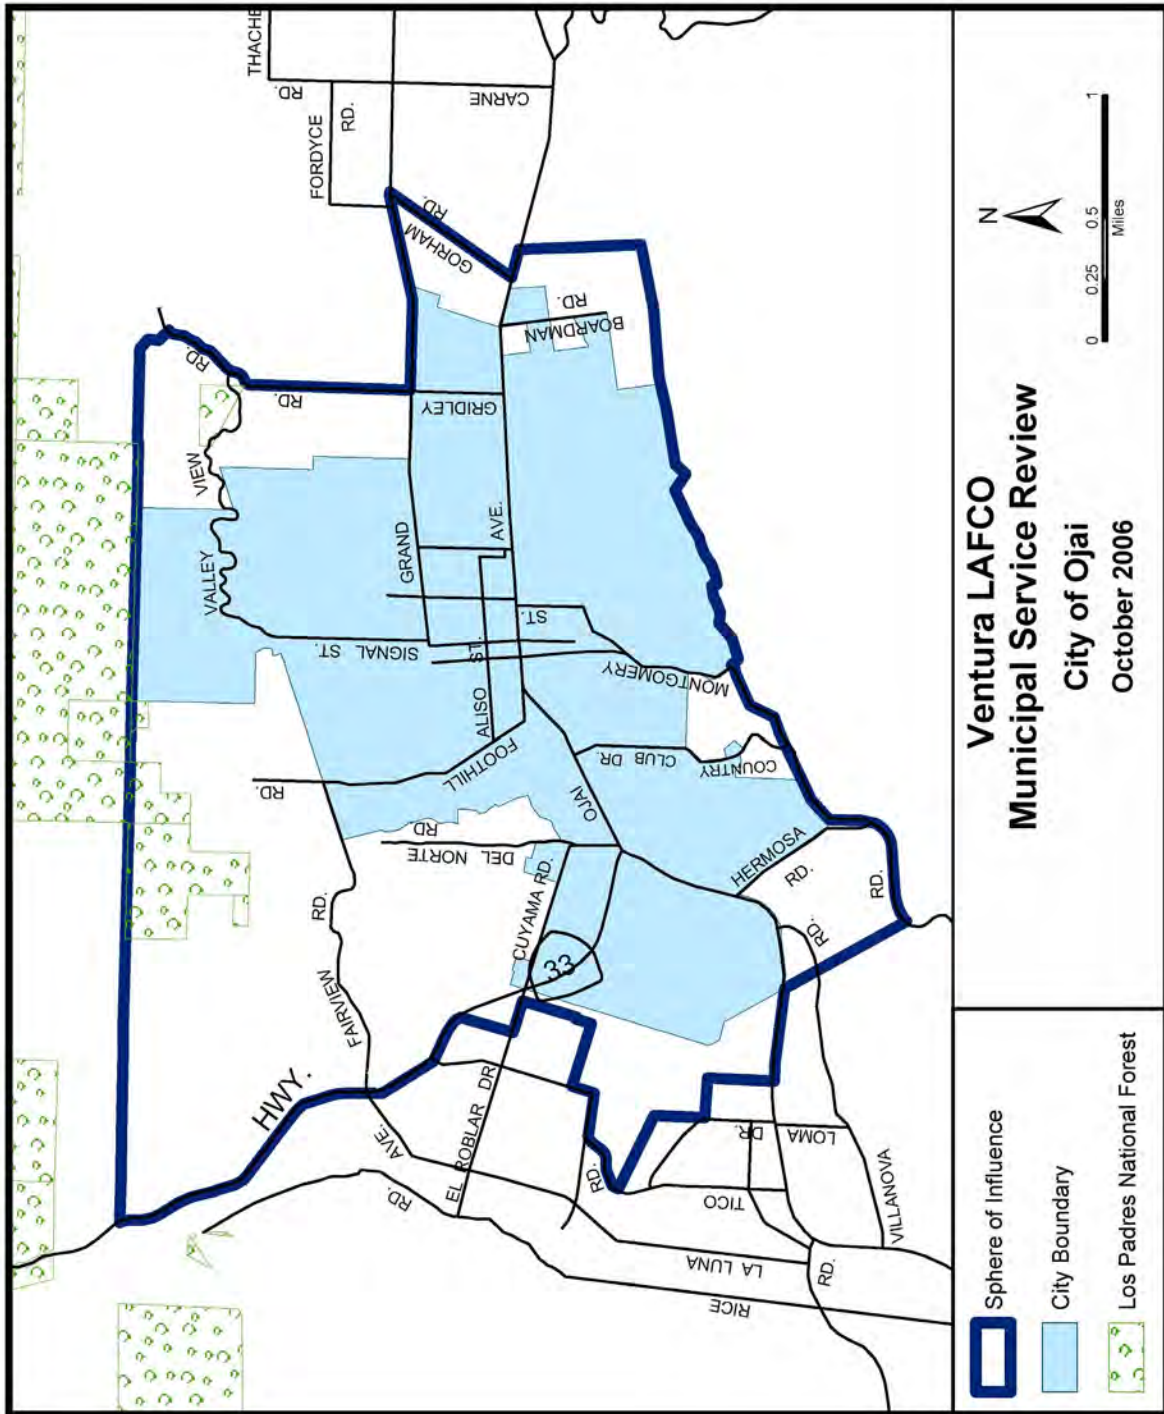 THACHE
RD.
FORDYCE
RD.
CARNE
GORHAM
RD.
BOARDMAN
RD.
RD.
RD.
GRIDLEY
VIEW
VALLEY
GRAND
AVE.
ST.
SIGNAL ST.
ST.
ALISO
MONTGOMERY
FOOTHILL
RD.
CLUB DR.
COUNTRY
OJAI
DEL NORTE
RD
CUYAMA RD.
HERMOSA
RD.
RD.
RD.
33
RD.
FAIRVIEW
HWY.
EL ROBLAR DR
AVE.
RD.
RD.
DR.
LOMA
TICO
VILLANOVA
LA LUNA
RD.
RICE
Ventura LAFCO
Municipal Service Review
City of Ojai
October 2006
N
0 0.25 0.5 1
Miles
Sphere of Influence
City Boundary
Los Padres National Forest